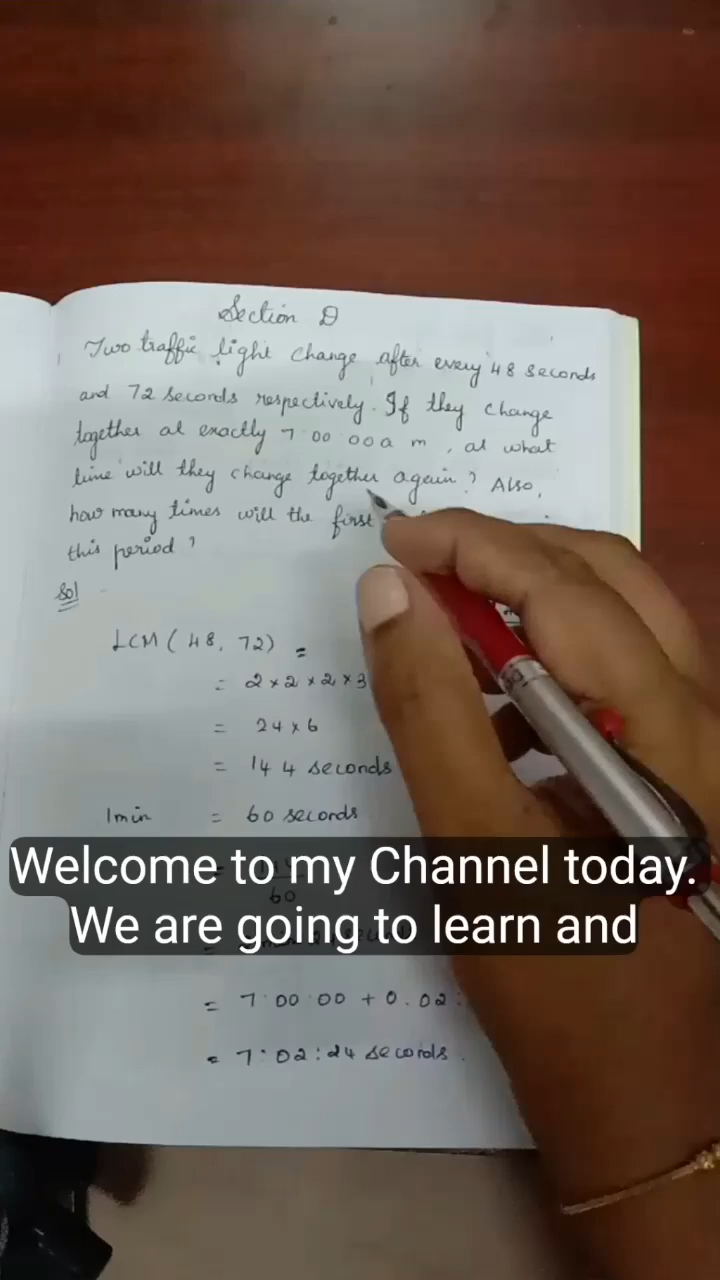 Section D
Two traffic light change after every 48 seconds
and 72 seconds respectively. If they change
together at exactly 7:00:00 a m, at what
time will they change together again? Also,
how many times will the first
this period?
Sol
LCM (48, 72) =
= 2 × 2 × 2 × 3
= 24 × 6
= 144 seconds
1min = 60 seconds
60
= 7:00:00 + 0.02:
= 7:02:24 seconds.
Welcome to my Channel today.
We are going to learn and